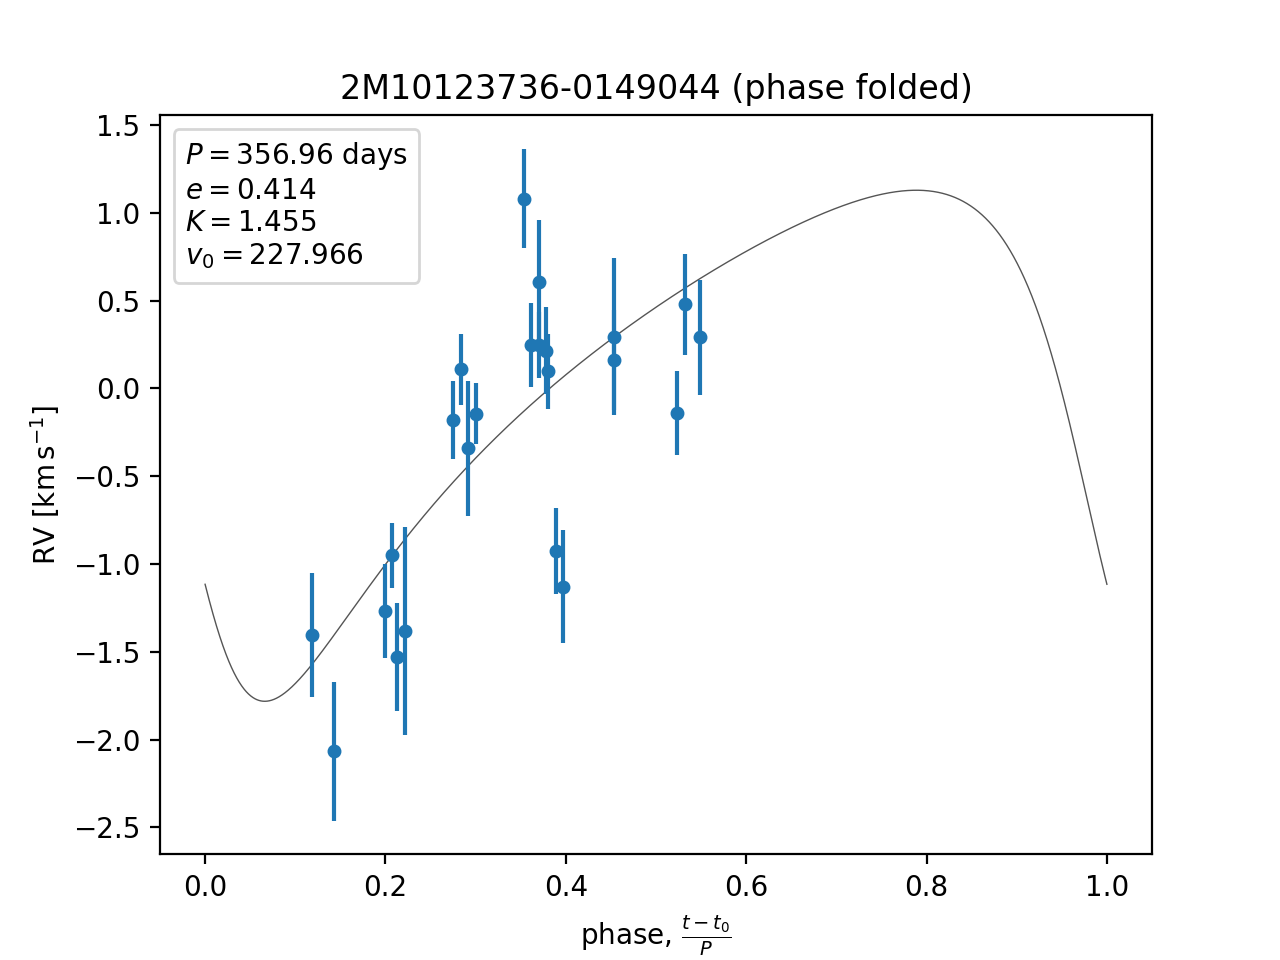 2M10123736-0149044 (phase folded)
P = 356.96 days
e = 0.414
K = 1.455
v₀ = 227.966
1.5
1.0
0.5
0.0
−0.5
−1.0
−1.5
−2.0
−2.5
RV [km s⁻¹]
0.0 0.2 0.4 0.6 0.8 1.0
phase, (t − t₀)/P